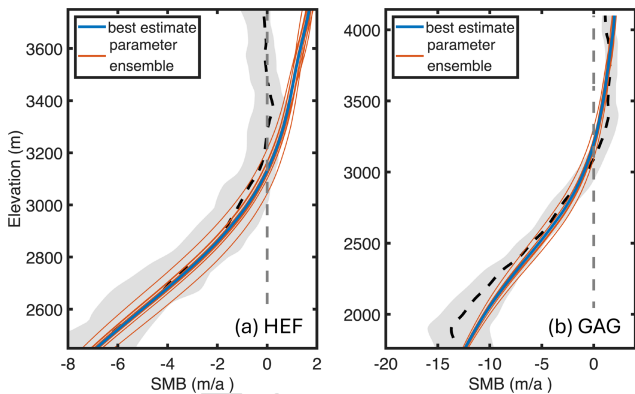 best estimate
parameter
ensemble
3600
3400
3200
3000
2800
2600
Elevation (m)
-8
-6
-4
-2
0
2
SMB (m/a )
(a) HEF
best estimate
parameter
ensemble
4000
3500
3000
2500
2000
-20
-15
-10
-5
0
SMB (m/a )
(b) GAG